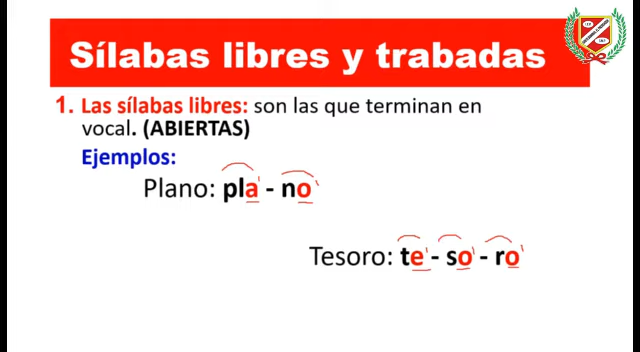 Sílabas libres y trabadas
1. Las sílabas libres: son las que terminan en
vocal. (ABIERTAS)
Ejemplos:
Plano: pla - no
Tesoro: te - so - ro